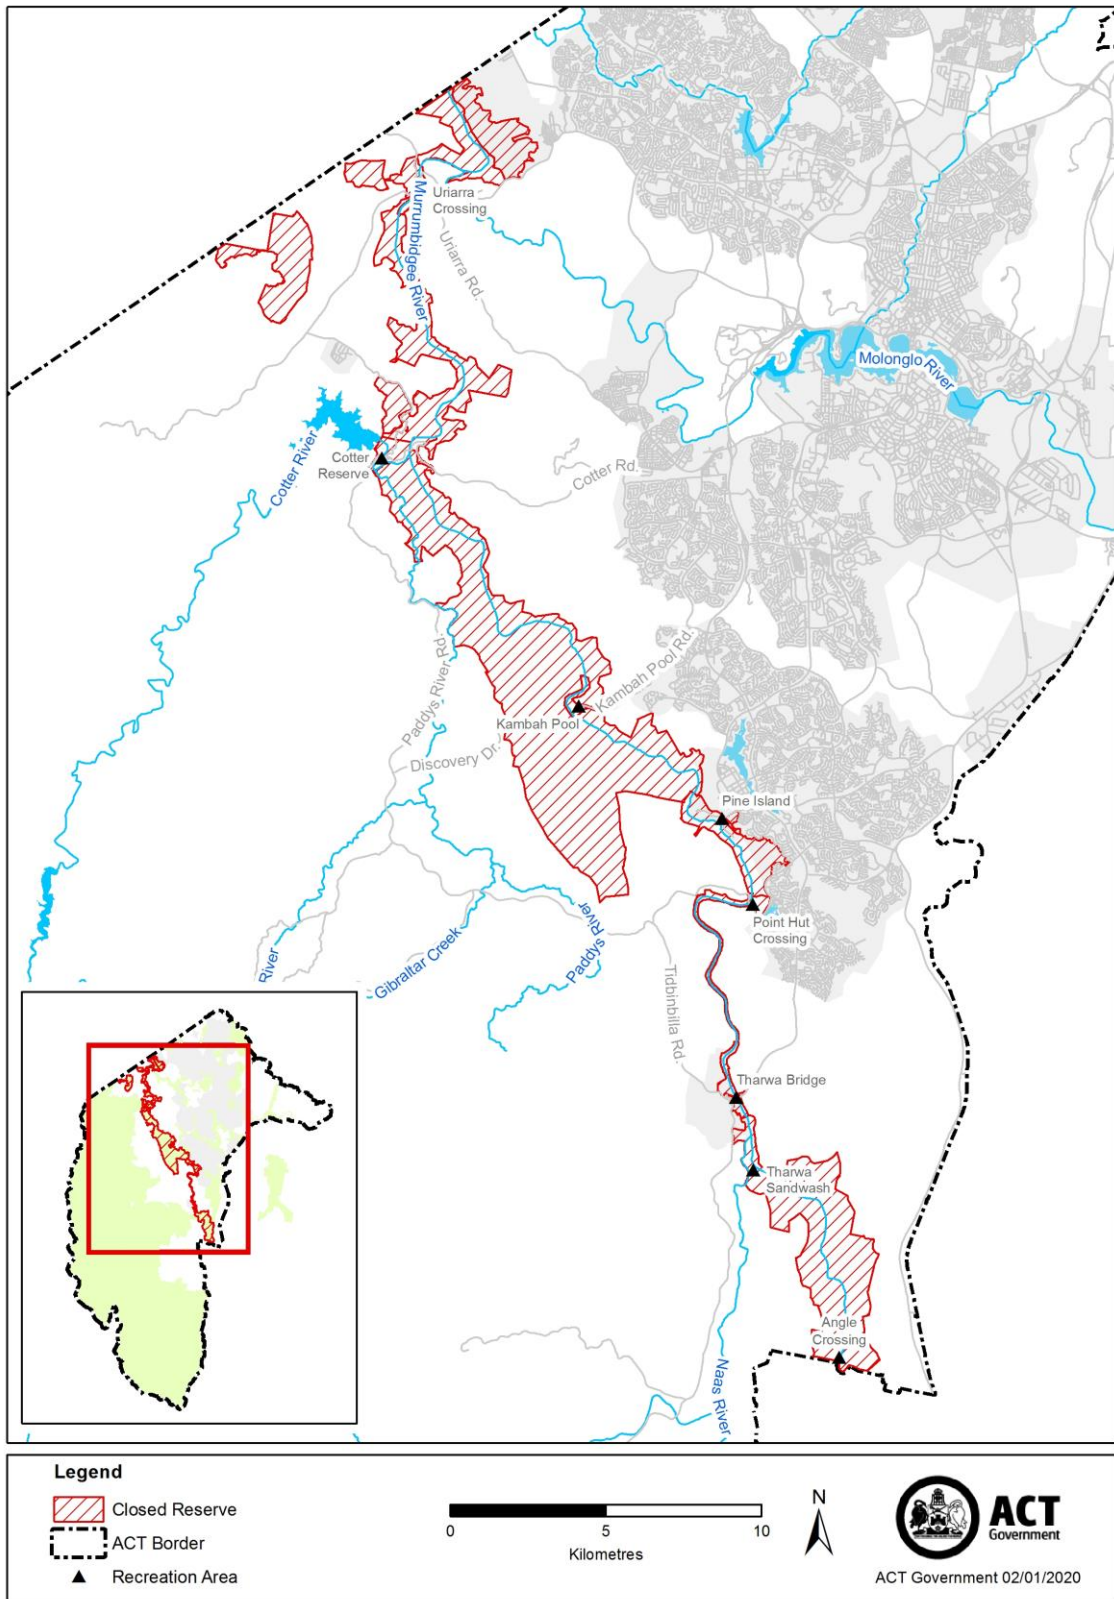 Uriarra
Crossing
Murrumbidgee River
Uriarra Rd.
Molonglo
River
Cotter River
Cotter
Reserve
Cotter Rd.
Kambah Pool Rd.
Kambah Pool
Paddys River Rd.
Discovery Dr.
Pine Island
Point Hut
Crossing
River
Gibraltar Creek
Paddys River
Tidbinbilla Rd.
Tharwa Bridge
Tharwa
Sandwash
Angle
Crossing
Naas River
Legend
Closed Reserve
ACT Border
Recreation Area
0 5 10
Kilometres
N
ACT
Government
ACT Government 02/01/2020